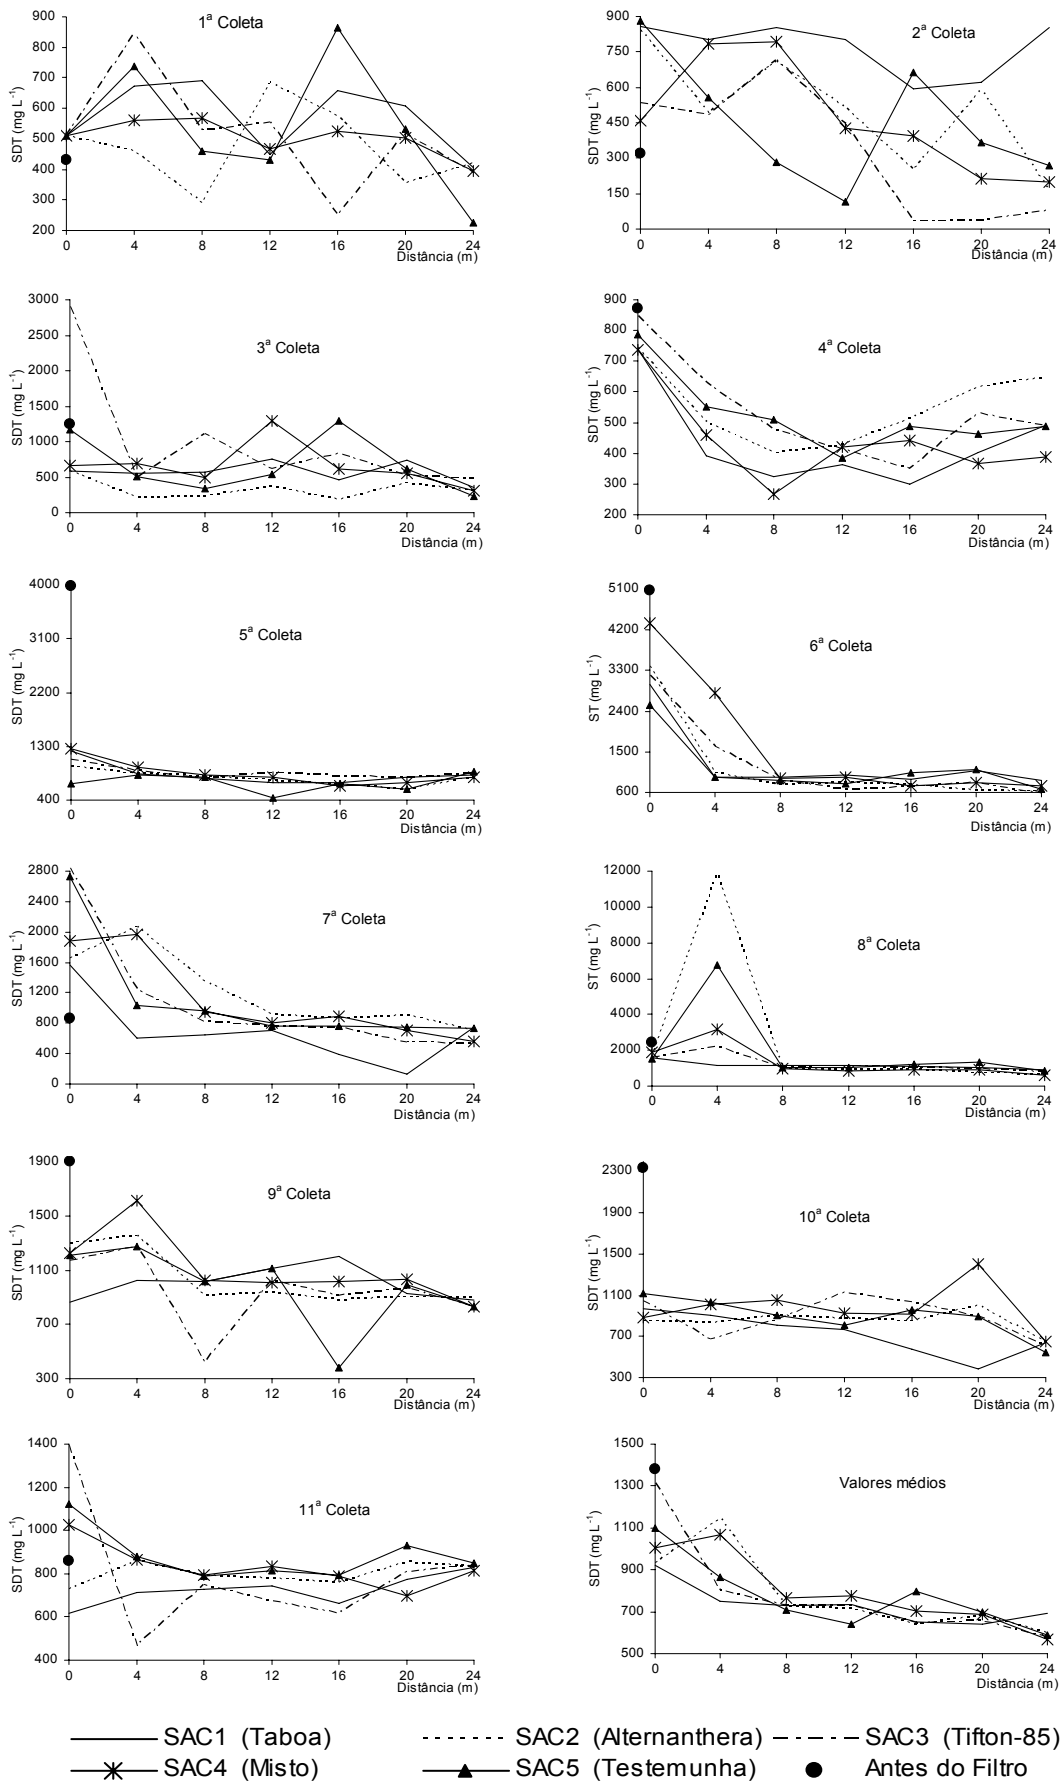 1ª Coleta
SDT (mg L⁻¹)
900
800
700
600
500
400
300
200
0 4 8 12 16 20 24
Distância (m)
2ª Coleta
SDT (mg L⁻¹)
900
750
600
450
300
150
0
0 4 8 12 16 20 24
Distância (m)
3ª Coleta
SDT (mg L⁻¹)
3000
2500
2000
1500
1000
500
0
0 4 8 12 16 20 24
Distância (m)
4ª Coleta
SDT (mg L⁻¹)
900
800
700
600
500
400
300
200
0 4 8 12 16 20 24
Distância (m)
5ª Coleta
SDT (mg L⁻¹)
4000
3100
2200
1300
400
0 4 8 12 16 20 24
Distância (m)
6ª Coleta
ST (mg L⁻¹)
5100
4200
3300
2400
1500
600
0 4 8 12 16 20 24
Distância (m)
7ª Coleta
SDT (mg L⁻¹)
2800
2400
2000
1600
1200
800
400
0
0 4 8 12 16 20 24
Distância (m)
8ª Coleta
ST (mg L⁻¹)
12000
10000
8000
6000
4000
2000
0
0 4 8 12 16 20 24
Distância (m)
9ª Coleta
SDT (mg L⁻¹)
1900
1500
1100
700
300
0 4 8 12 16 20 24
Distância (m)
10ª Coleta
SDT (mg L⁻¹)
2300
1900
1500
1100
700
300
0 4 8 12 16 20 24
Distância (m)
11ª Coleta
SDT (mg L⁻¹)
1400
1200
1000
800
600
400
0 4 8 12 16 20 24
Distância (m)
Valores médios
SDT (mg L⁻¹)
1500
1300
1100
900
700
500
0 4 8 12 16 20 24
Distância (m)
SAC1 (Taboa) SAC2 (Alternanthera) SAC3 (Tifton-85)
SAC4 (Misto) SAC5 (Testemunha) Antes do Filtro